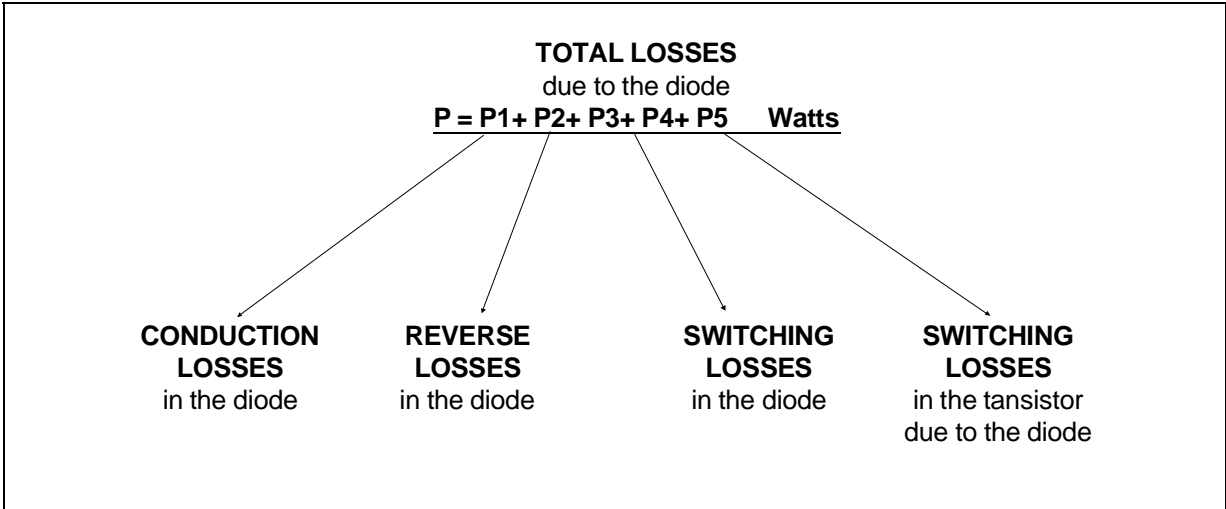 TOTAL LOSSES
due to the diode
P = P1+ P2+ P3+ P4+ P5 Watts
CONDUCTION
LOSSES
in the diode
REVERSE
LOSSES
in the diode
SWITCHING
LOSSES
in the diode
SWITCHING
LOSSES
in the tansistor
due to the diode